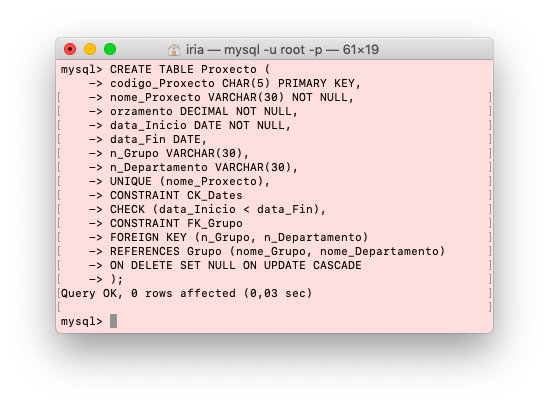 iria — mysql -u root -p — 61×19
mysql> CREATE TABLE Proxecto (
    -> codigo_Proxecto CHAR(5) PRIMARY KEY,
[    -> nome_Proxecto VARCHAR(30) NOT NULL, ]
[    -> orzamento DECIMAL NOT NULL, ]
[    -> data_Inicio DATE NOT NULL, ]
[    -> data_Fin DATE, ]
[    -> n_Grupo VARCHAR(30), ]
[    -> n_Departamento VARCHAR(30), ]
[    -> UNIQUE (nome_Proxecto), ]
[    -> CONSTRAINT CK_Dates ]
[    -> CHECK (data_Inicio < data_Fin), ]
[    -> CONSTRAINT FK_Grupo ]
[    -> FOREIGN KEY (n_Grupo, n_Departamento) ]
[    -> REFERENCES Grupo (nome_Grupo, nome_Departamento) ]
[    -> ON DELETE SET NULL ON UPDATE CASCADE ]
[    -> ); ]
[Query OK, 0 rows affected (0,03 sec) ]
[ ]
mysql>